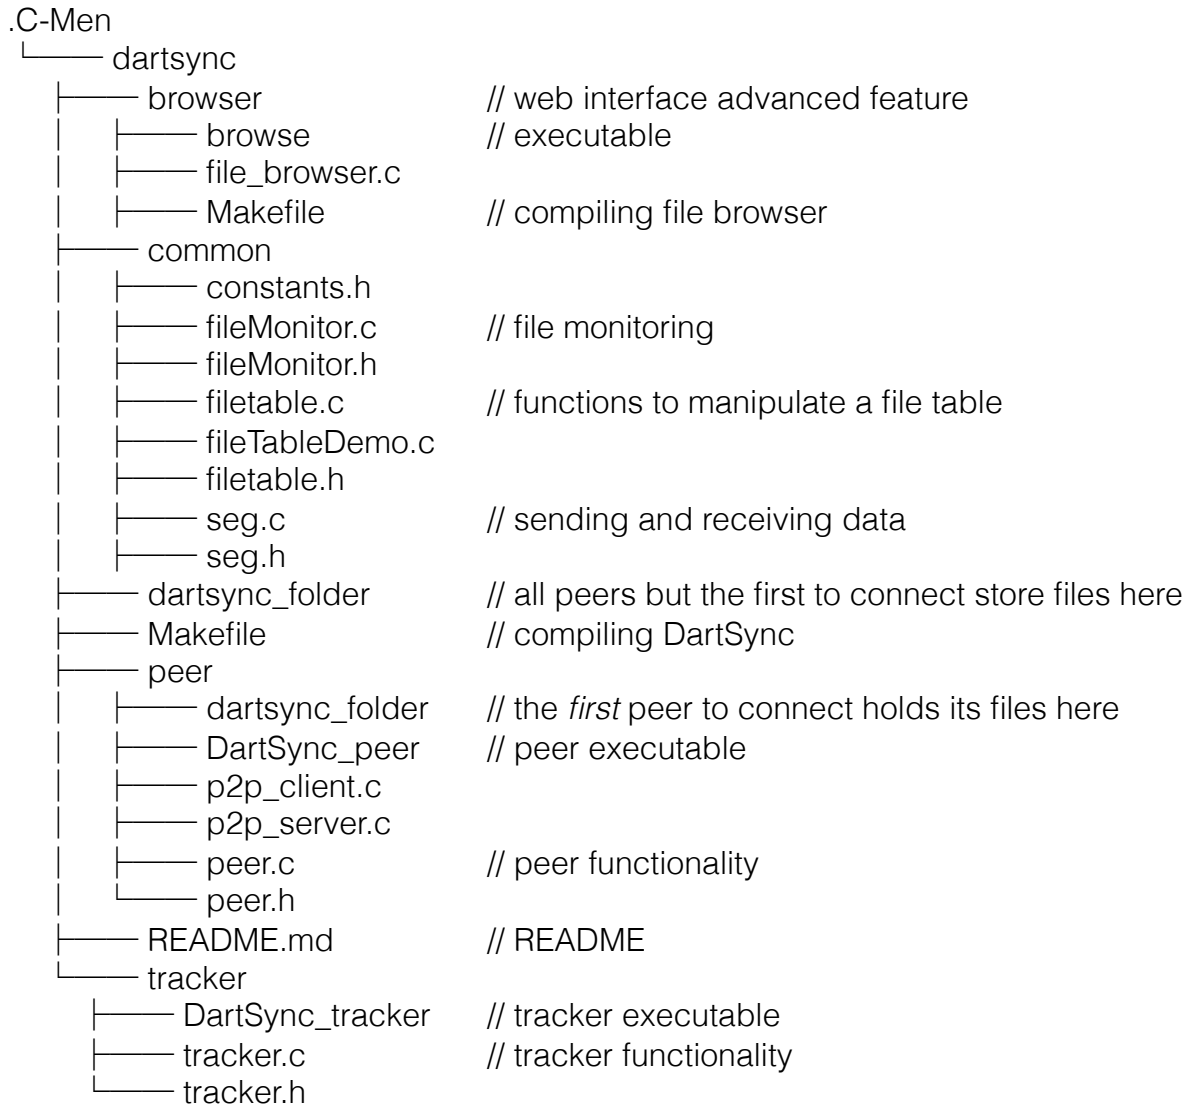 .C-Men
└── dartsync
├── browser // web interface advanced feature
│ ├── browse // executable
│ ├── file_browser.c
│ ├── Makefile // compiling file browser
├── common
│ ├── constants.h
│ ├── fileMonitor.c // file monitoring
│ ├── fileMonitor.h
│ ├── filetable.c // functions to manipulate a file table
│ ├── fileTableDemo.c
│ ├── filetable.h
│ ├── seg.c // sending and receiving data
│ ├── seg.h
├── dartsync_folder // all peers but the first to connect store files here
├── Makefile // compiling DartSync
├── peer
│ ├── dartsync_folder // the first peer to connect holds its files here
│ ├── DartSync_peer // peer executable
│ ├── p2p_client.c
│ ├── p2p_server.c
│ ├── peer.c // peer functionality
│ └── peer.h
├── README.md // README
└── tracker
├── DartSync_tracker // tracker executable
├── tracker.c // tracker functionality
└── tracker.h